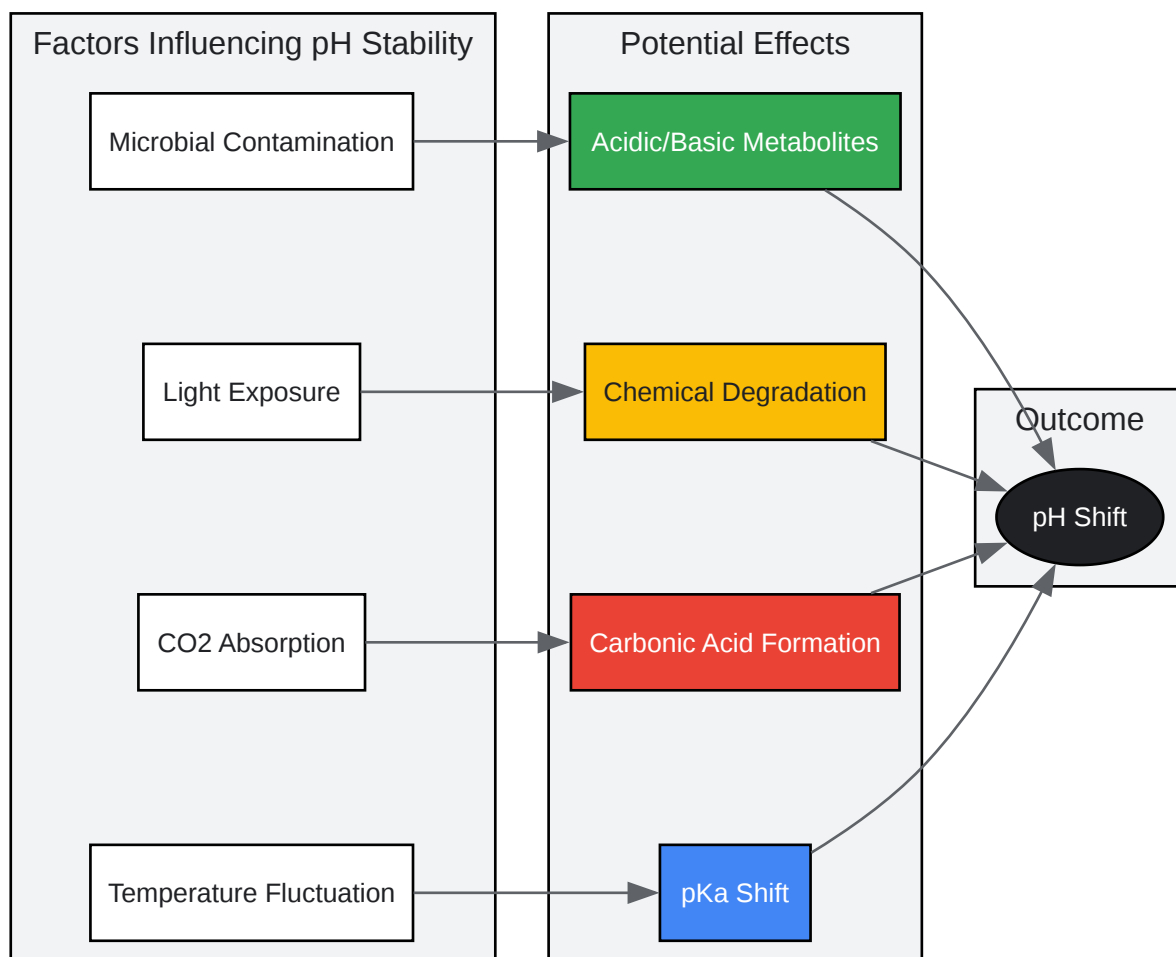 Factors Influencing pH Stability
Potential Effects
Microbial Contamination
Acidic/Basic Metabolites
Light Exposure
Chemical Degradation
Outcome
pH Shift
CO2 Absorption
Carbonic Acid Formation
Temperature Fluctuation
pKa Shift